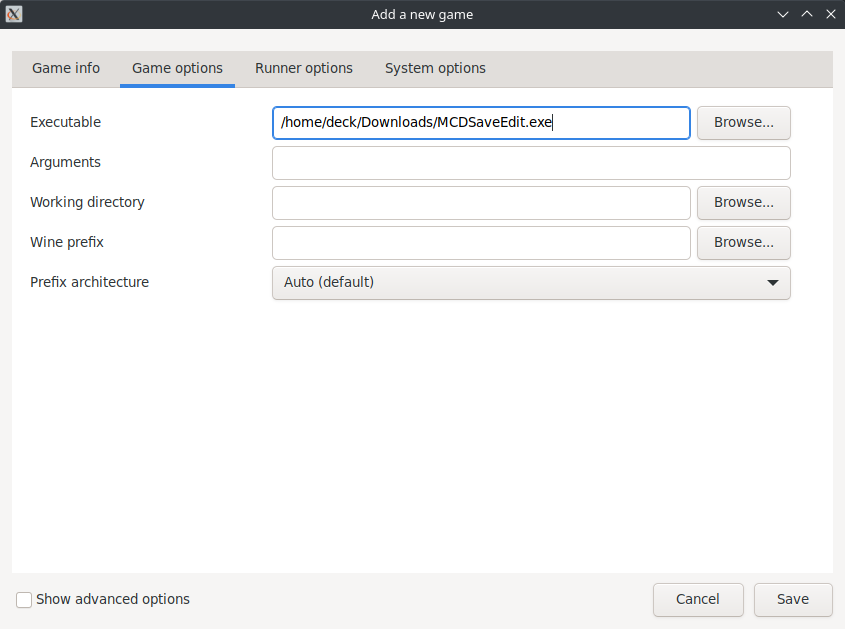 Add a new game
Game info Game options Runner options System options
Executable /home/deck/Downloads/MCDSaveEdit.exe Browse...
Arguments
Working directory Browse...
Wine prefix Browse...
Prefix architecture Auto (default)
Show advanced options Cancel Save